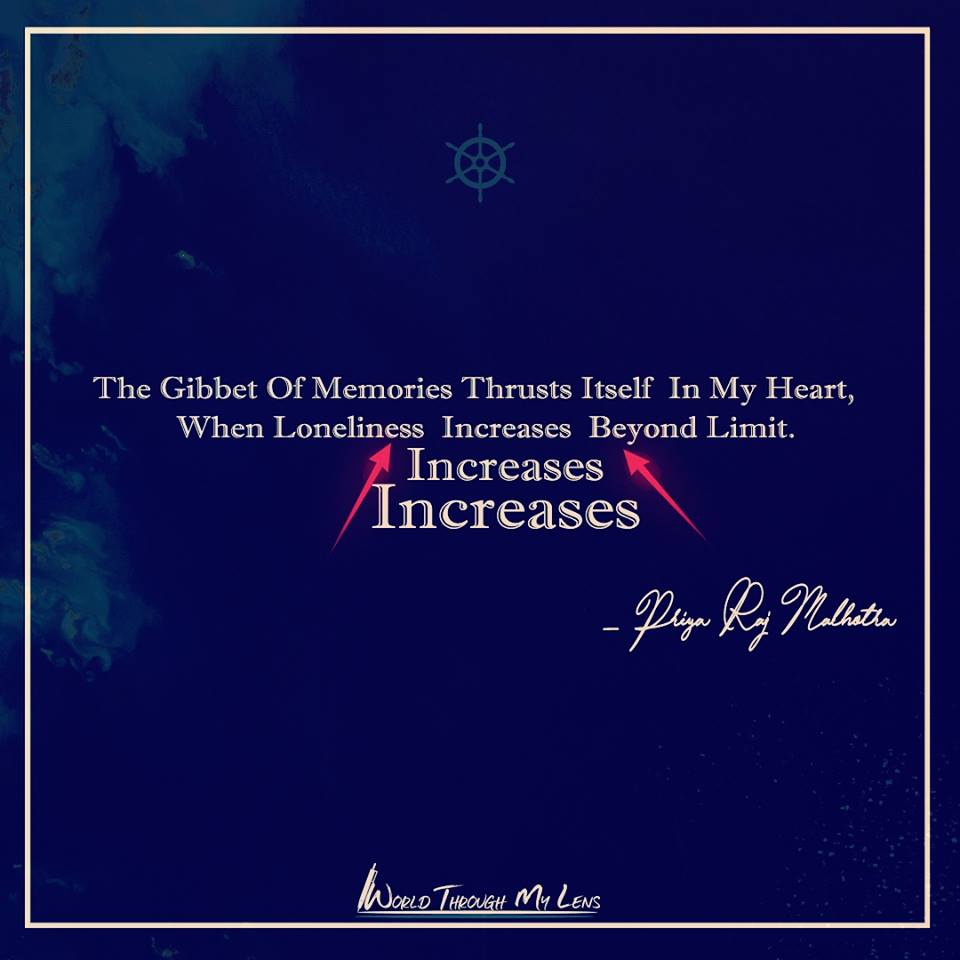 The Gibbet Of Memories Thrusts Itself In My Heart,
When Loneliness Increases Beyond Limit.
Increases
Increases
_ Priya Raj Malhotra
World Through My Lens